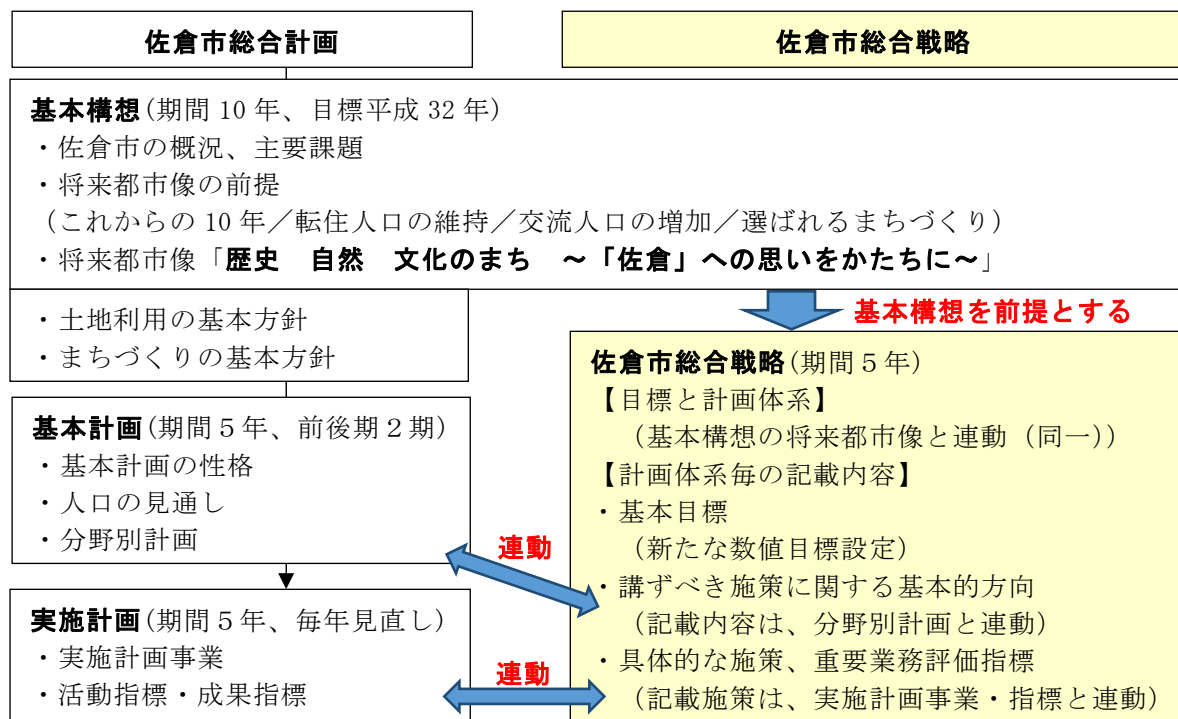 佐倉市総合計画
佐倉市総合戦略
基本構想(期間 10 年、目標平成 32 年)
・佐倉市の概況、主要課題
・将来都市像の前提
（これからの 10 年／転住人口の維持／交流人口の増加／選ばれるまちづくり）
・将来都市像「歴史　自然　文化のまち　～「佐倉」への思いをかたちに～」
・土地利用の基本方針
・まちづくりの基本方針
基本構想を前提とする
基本計画(期間５年、前後期２期)
・基本計画の性格
・人口の見通し
・分野別計画
実施計画(期間５年、毎年見直し)
・実施計画事業
・活動指標・成果指標
連動
連動
佐倉市総合戦略(期間５年)
【目標と計画体系】
（基本構想の将来都市像と連動（同一））
【計画体系毎の記載内容】
・基本目標
（新たな数値目標設定）
・講ずべき施策に関する基本的方向
（記載内容は、分野別計画と連動）
・具体的な施策、重要業務評価指標
（記載施策は、実施計画事業・指標と連動）